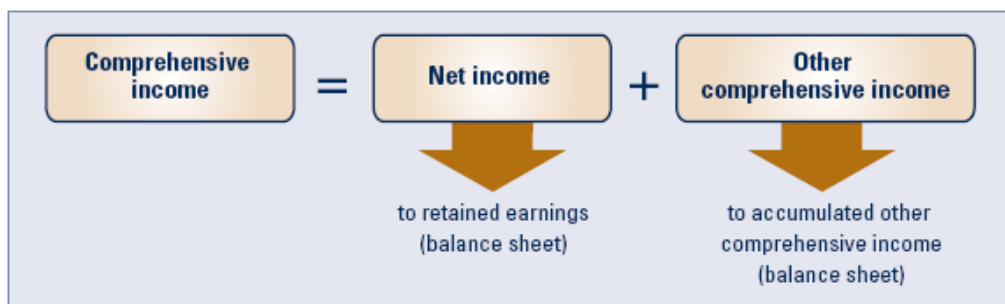 Comprehensive
income
=
Net income
+
Other
comprehensive income
to retained earnings
(balance sheet)
to accumulated other
comprehensive income
(balance sheet)